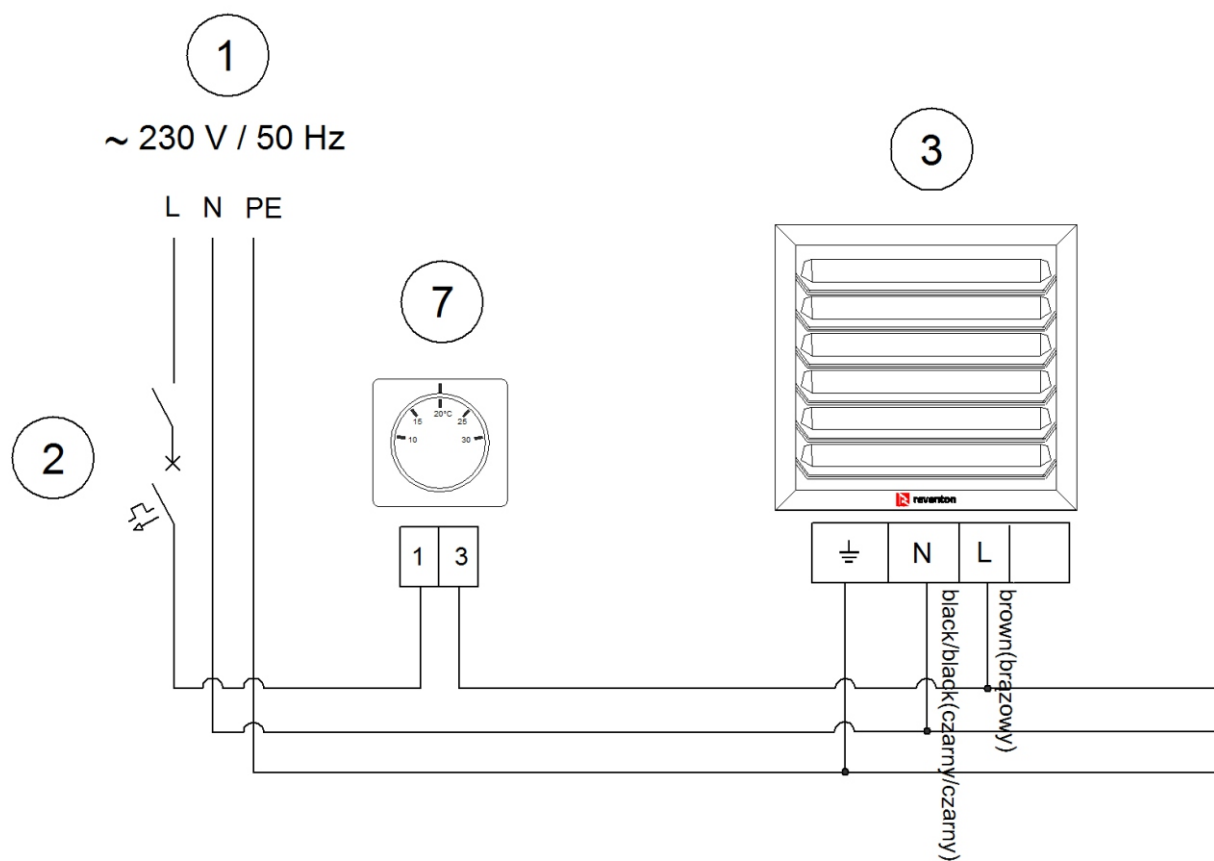 1
~ 230 V / 50 Hz
L N PE
3
7
20°C
15 25
10 30
2
reventon
1 3
N L
black/black(czarny/czarny)
brown(brazowy)